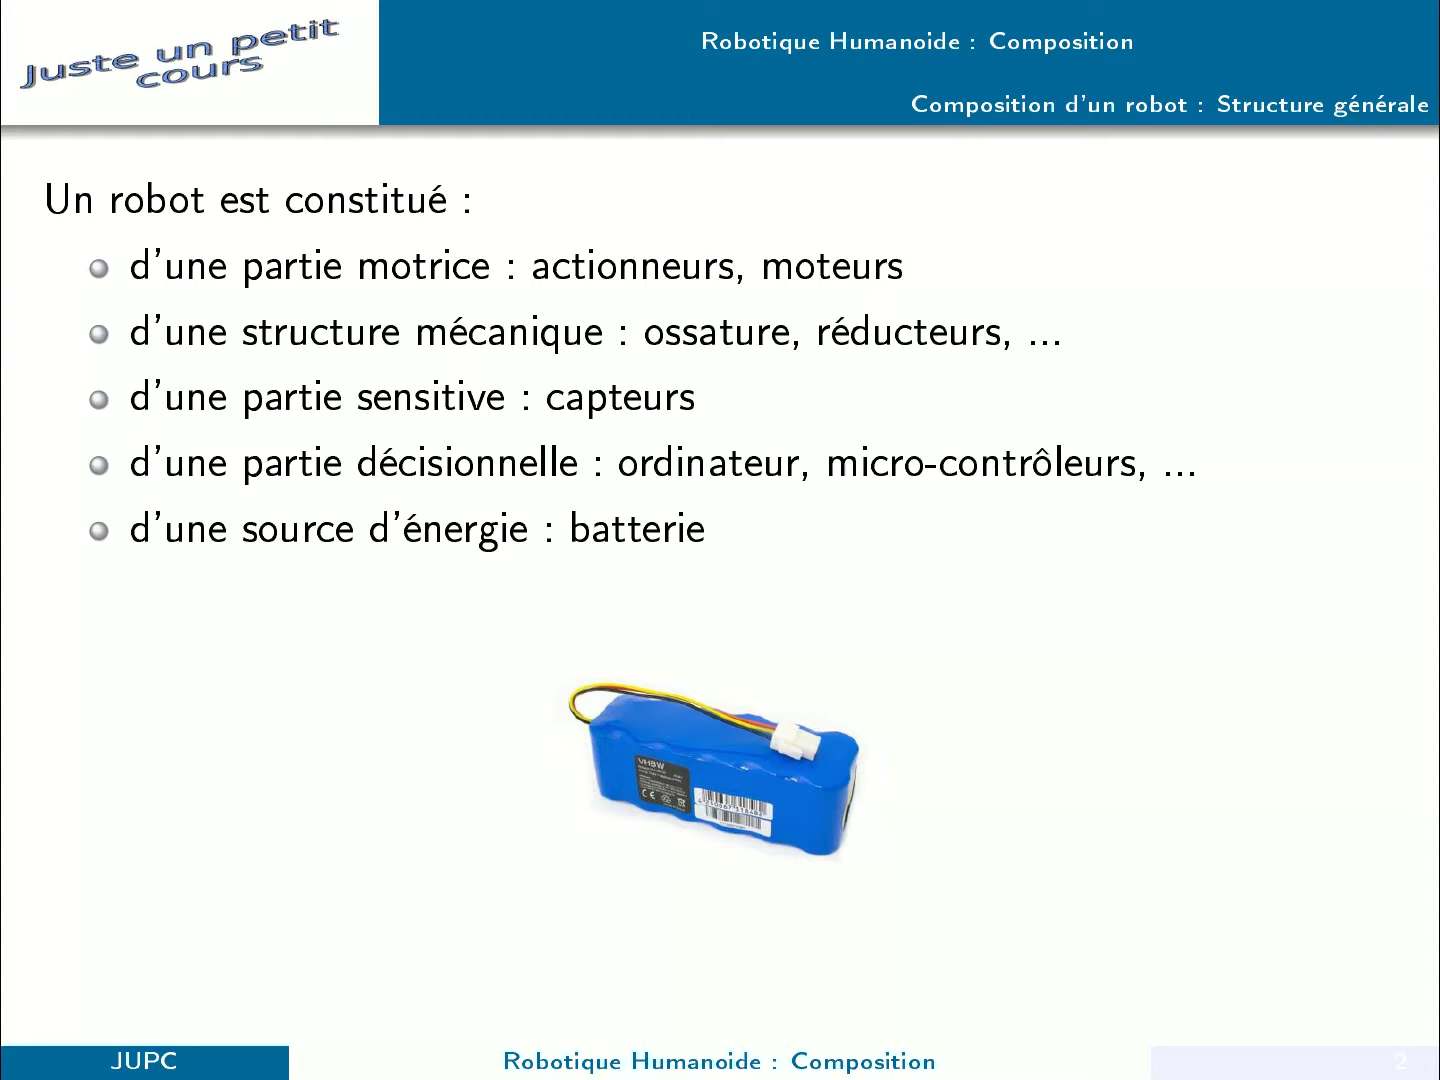 Juste un petit
cours
Robotique Humanoide : Composition
Composition d'un robot : Structure générale
Un robot est constitué :
d'une partie motrice : actionneurs, moteurs
d'une structure mécanique : ossature, réducteurs, ...
d'une partie sensitive : capteurs
d'une partie décisionnelle : ordinateur, micro-contrôleurs, ...
d'une source d'énergie : batterie
VHBW
JUPC
Robotique Humanoide : Composition
2